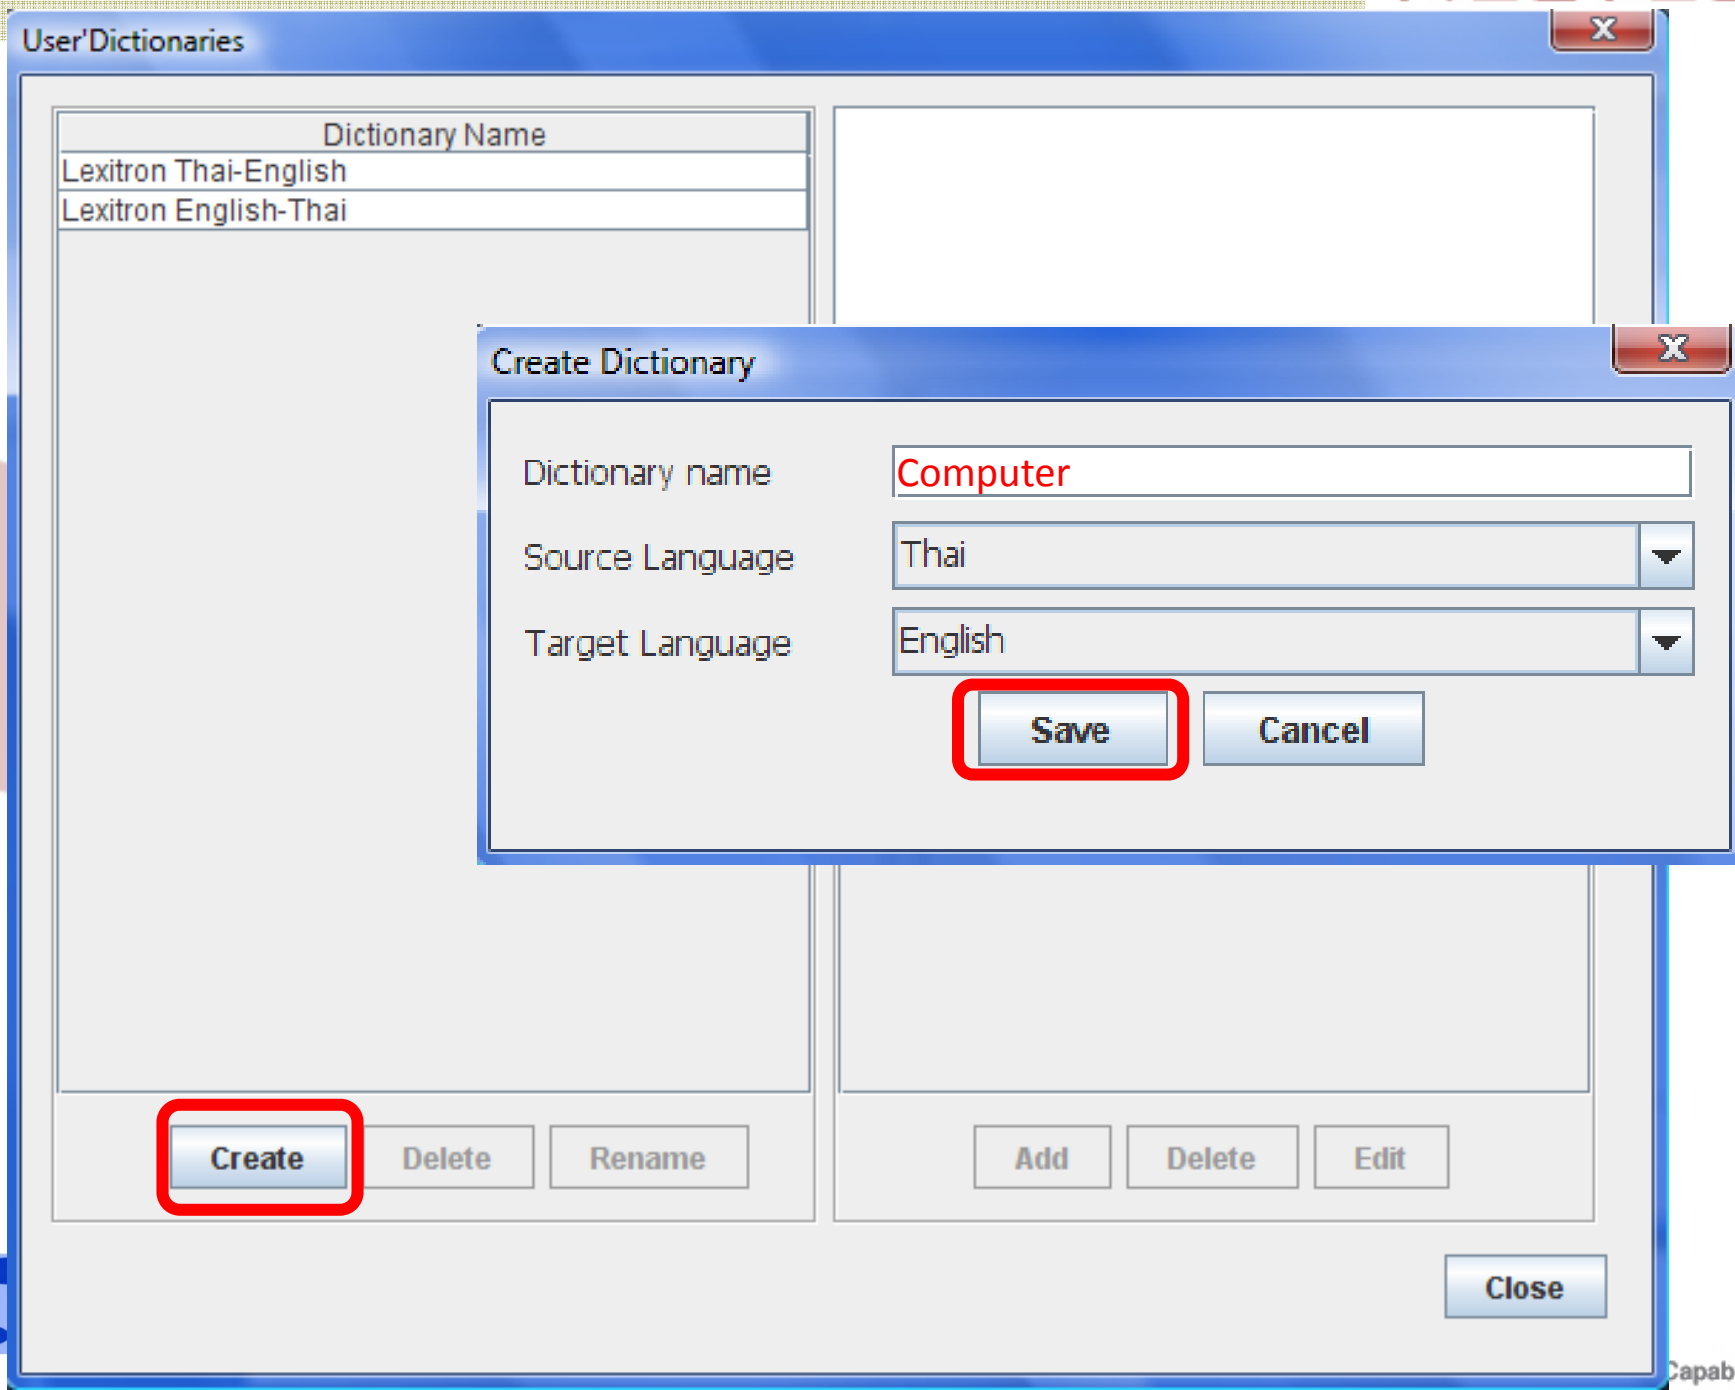 User'Dictionaries
Dictionary Name
Lexitron Thai-English
Lexitron English-Thai
Create Dictionary
Dictionary name Computer
Source Language Thai
Target Language English
Save Cancel
Create Delete Rename Add Delete Edit
Close